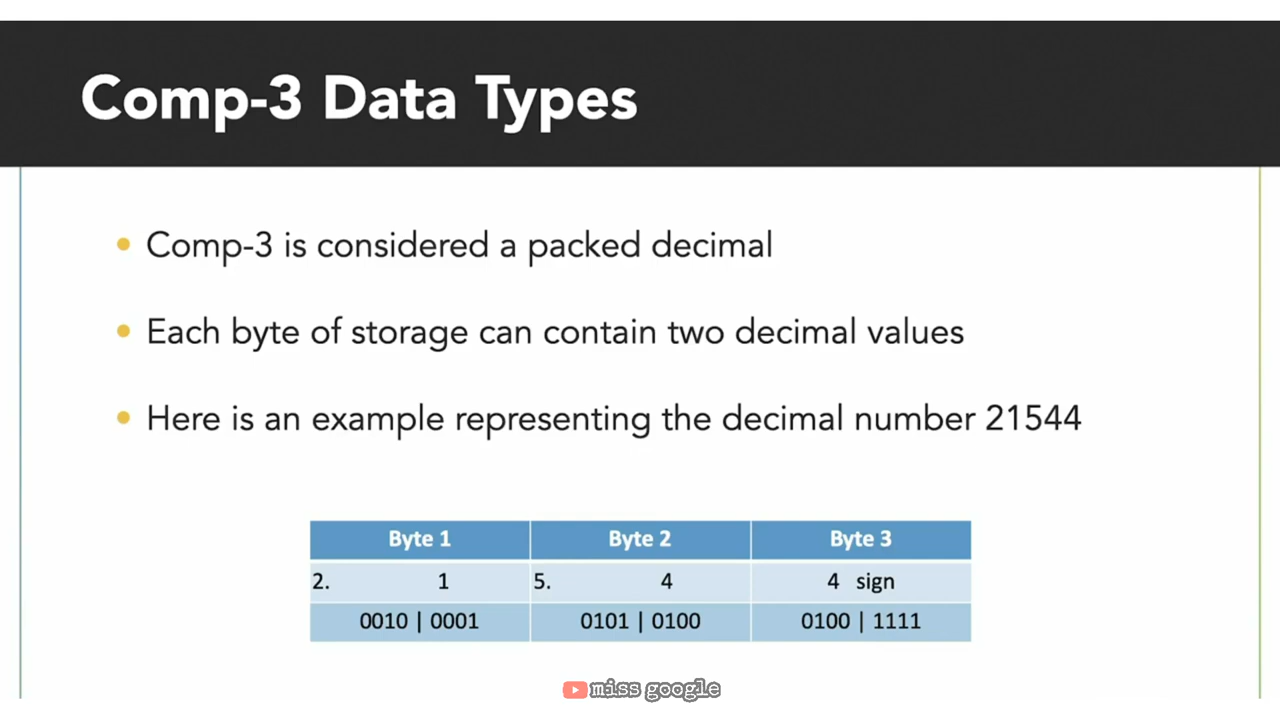 Comp-3 Data Types
• Comp-3 is considered a packed decimal
• Each byte of storage can contain two decimal values
• Here is an example representing the decimal number 21544
Byte 1 Byte 2 Byte 3
2. 1 5. 4 4 sign
0010 | 0001 0101 | 0100 0100 | 1111
miss google